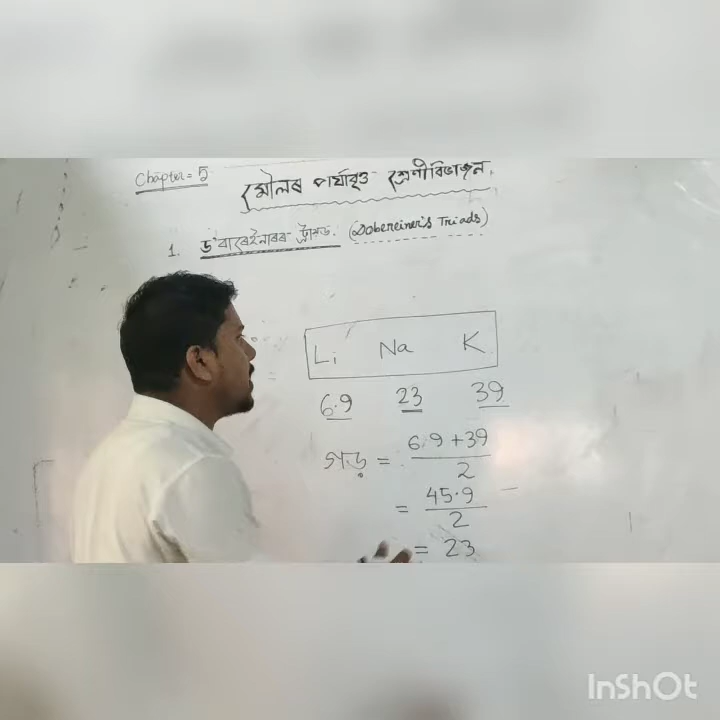 Chapter = 5
মৌলৰ পৰ্যাবৃত্ত শ্ৰেণীবিভাজন
1. ড'বাৰেইনাৰৰ ট্ৰায়ড. (Dobereiner's Triads)
Li Na K
6.9 23 39
গড় = 6.9 + 39 / 2
= 45.9 / 2
= 23
InShOt